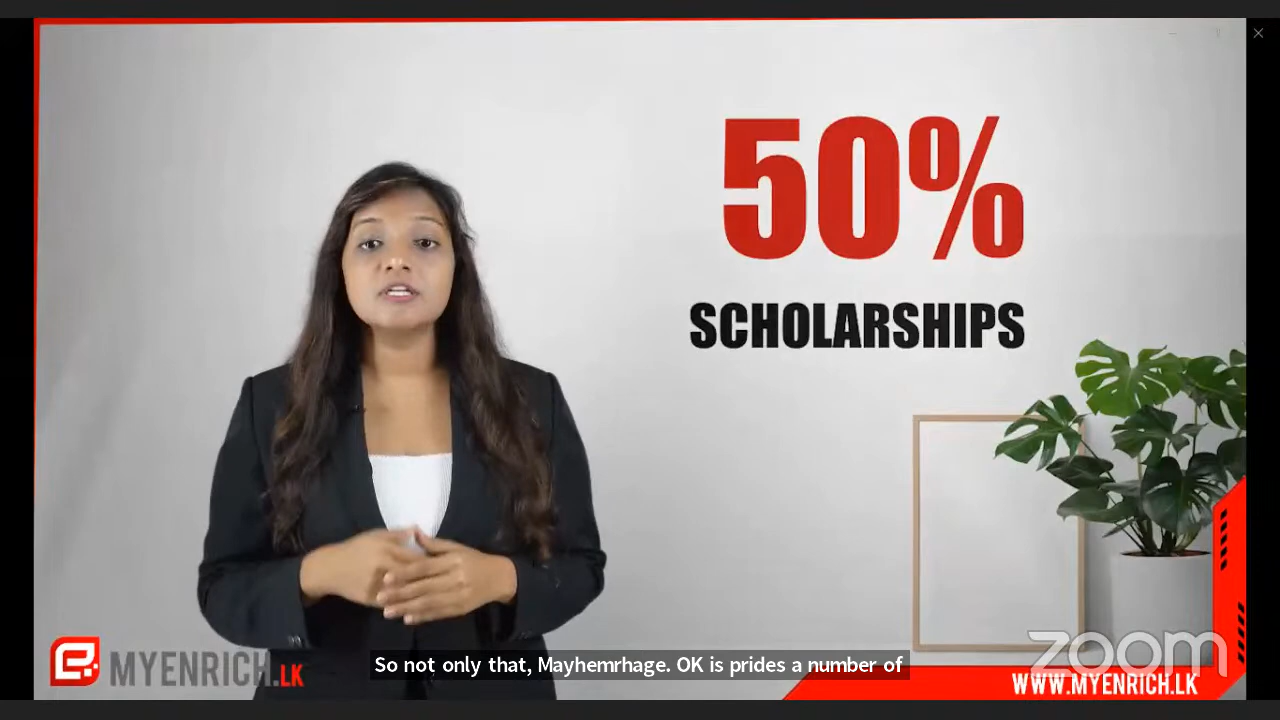 50%
SCHOLARSHIPS
MYENRICH.LK
So not only that, Mayhemrhage. OK is prides a number of
zoom
WWW.MYENRICH.LK